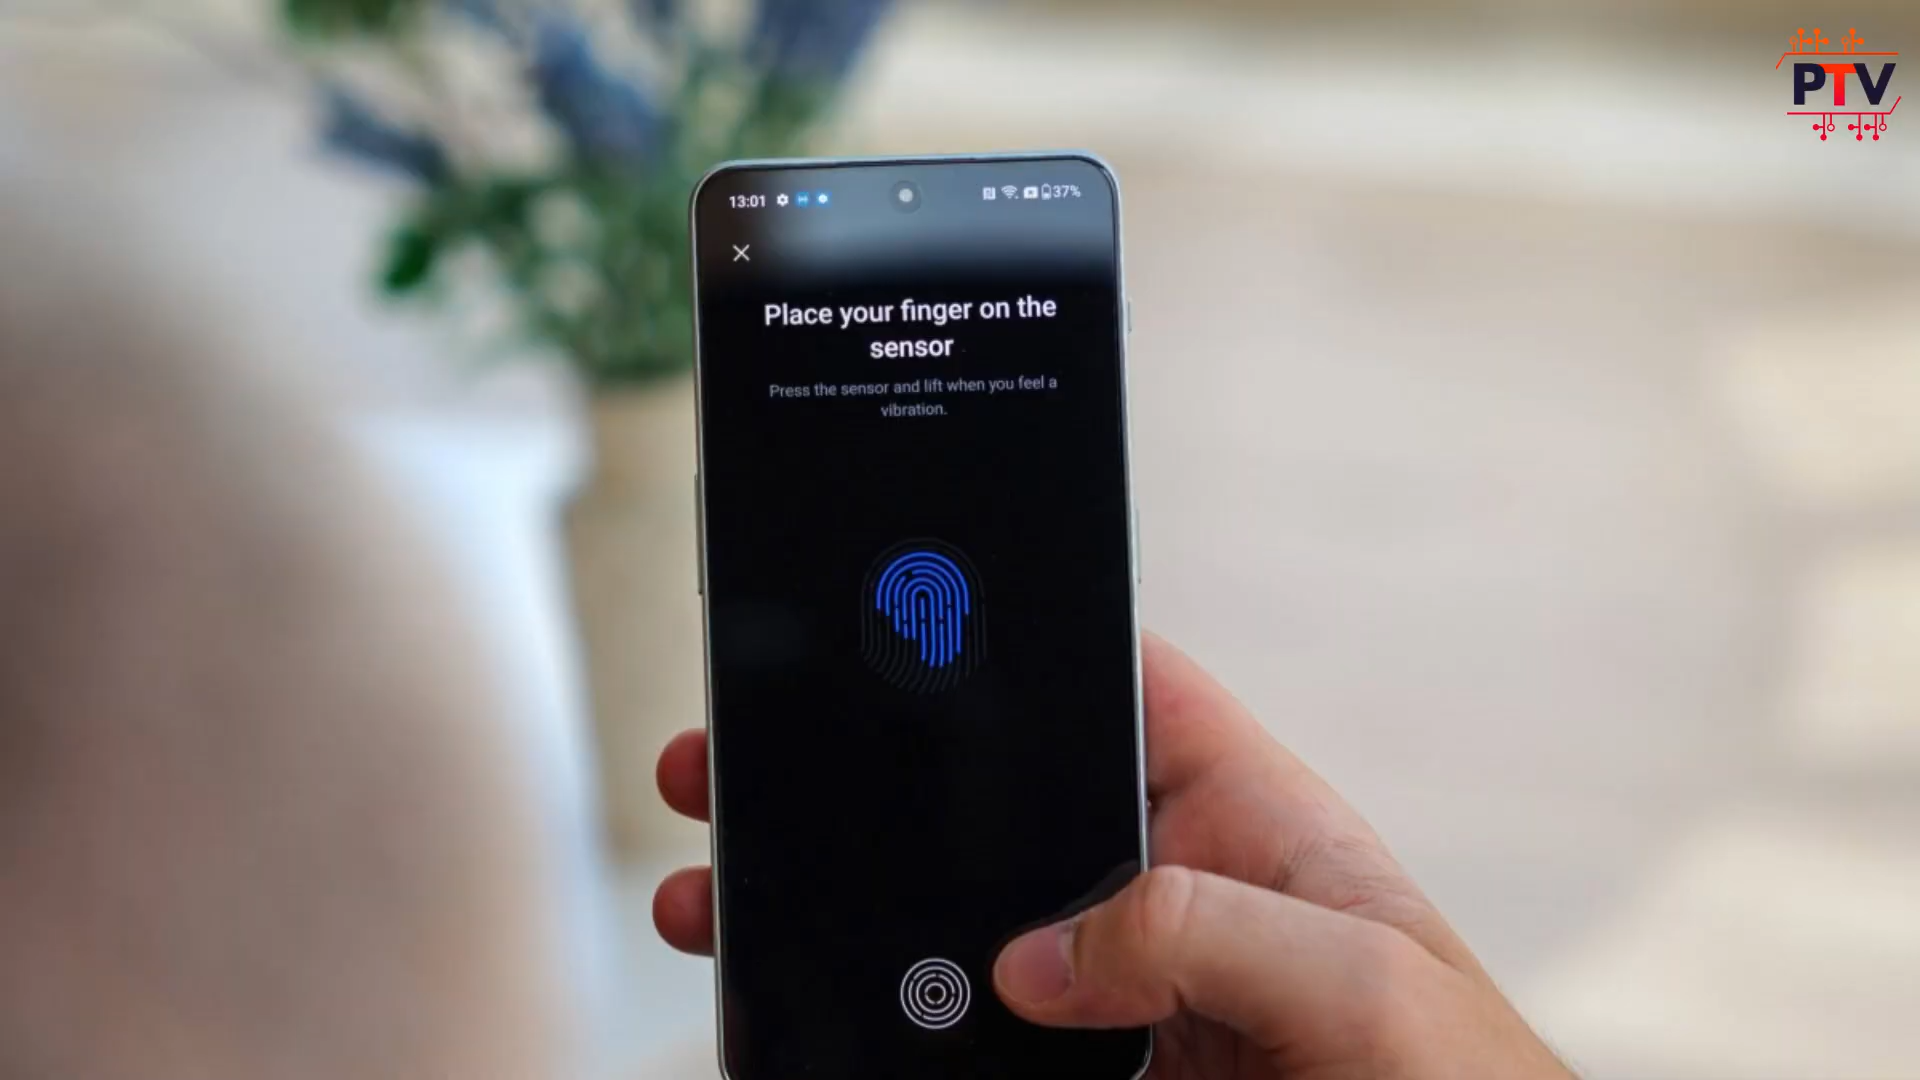 PTV
13:01 37%
Place your finger on the
sensor
Press the sensor and lift when you feel a
vibration.